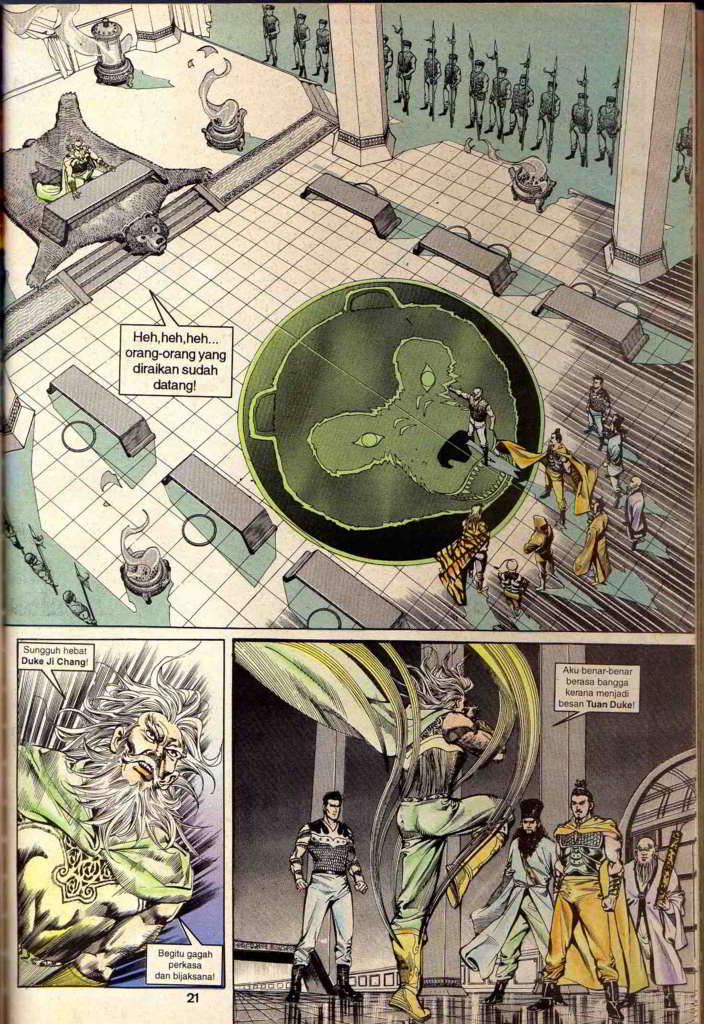 Heh,heh,heh...
orang-orang yang
diraikan sudah
datang!
Sungguh hebat
Duke Ji Chang!
Begitu gagah
perkasa
dan bijaksana!
Aku benar-benar
berasa bangga
kerana menjadi
besan Tuan Duke!
21